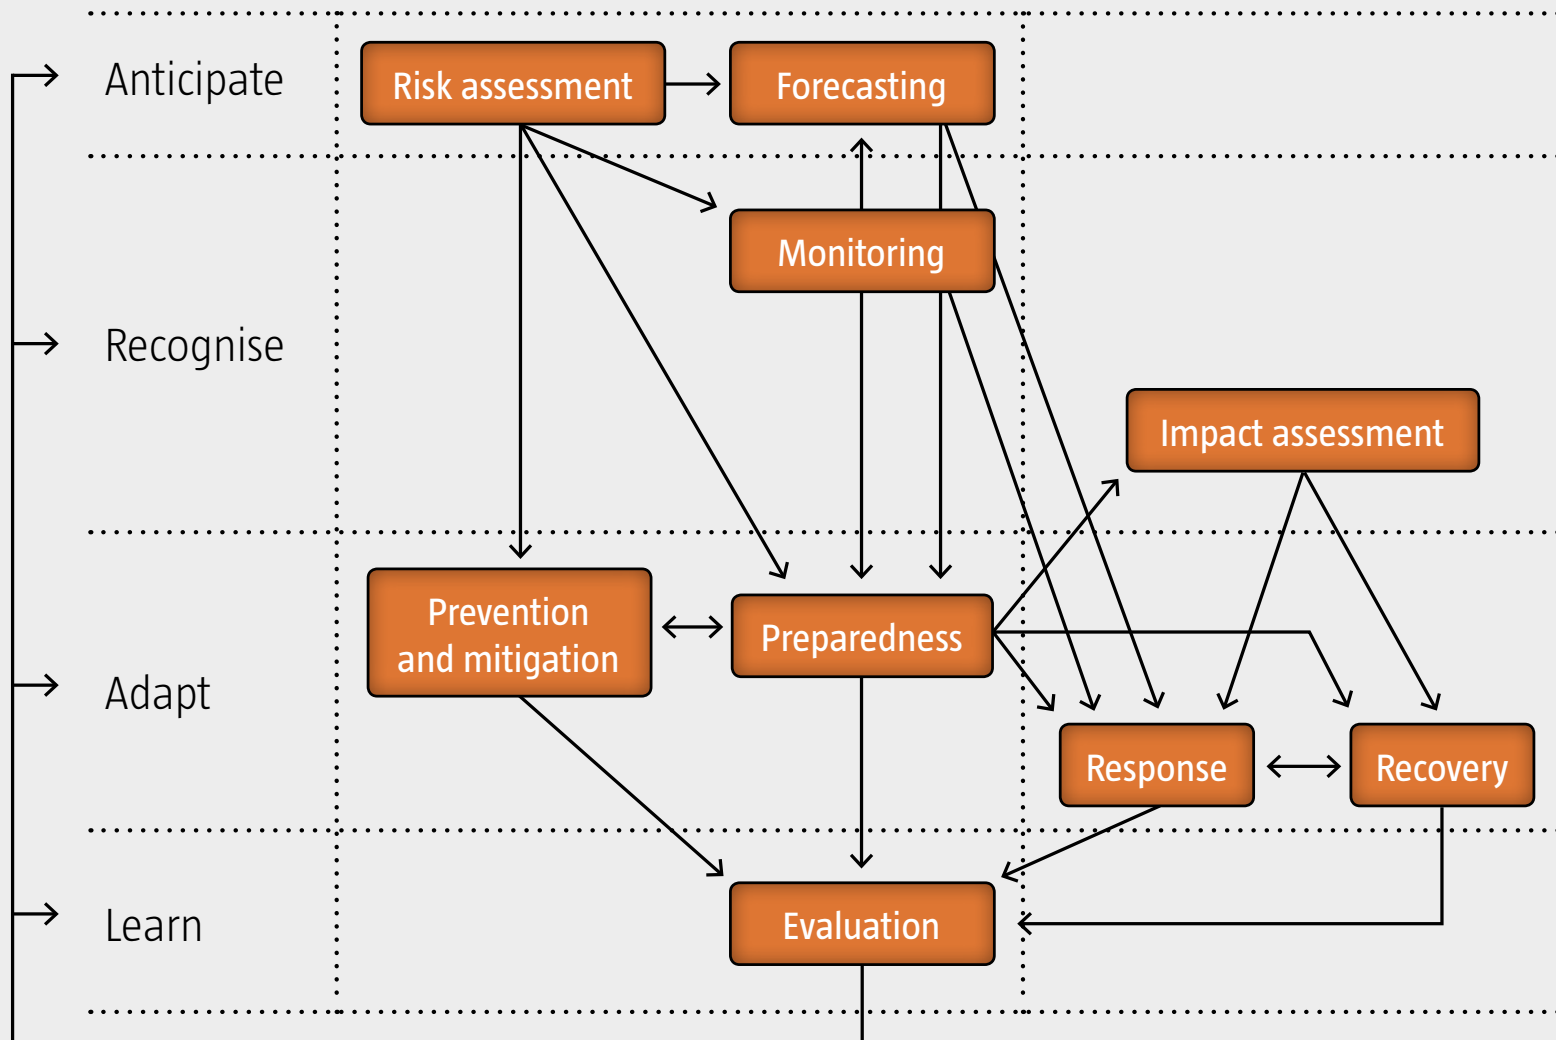 Anticipate
Risk assessment
Forecasting
Monitoring
Recognise
Impact assessment
Prevention
and mitigation
Preparedness
Adapt
Response
Recovery
Learn
Evaluation